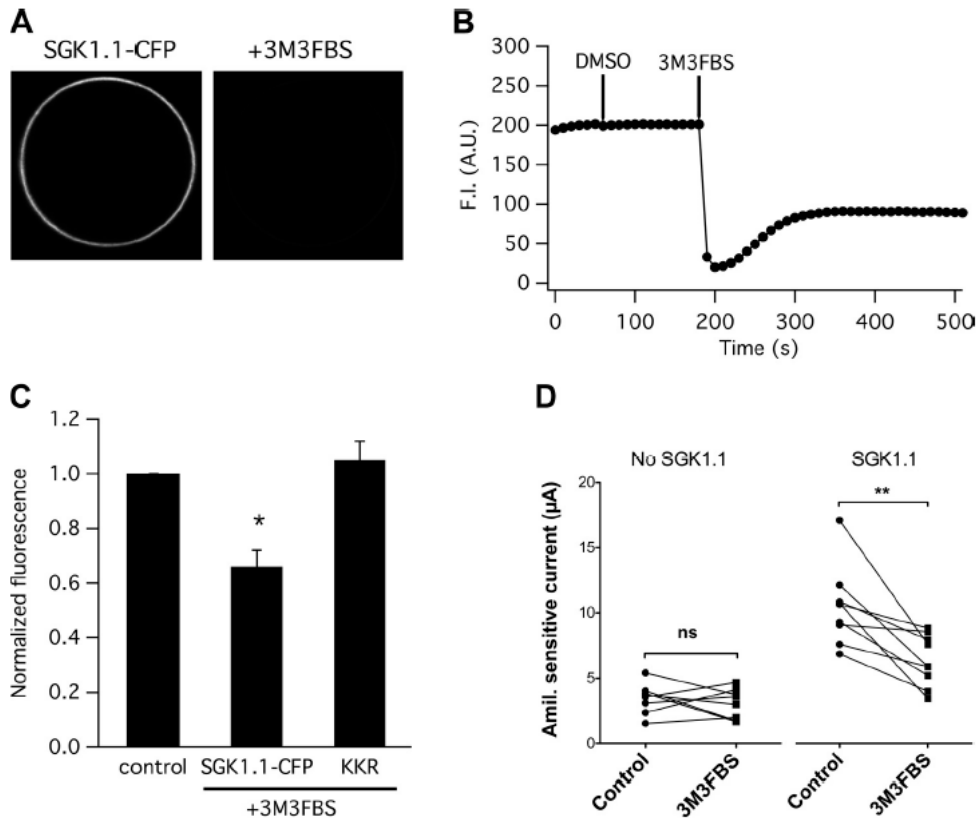 A
SGK1.1-CFP
+3M3FBS
B
300
250
200
150
100
50
0
F.I. (A.U.)
DMSO
3M3FBS
0
100
200
300
400
500
Time (s)
C
1.2
1.0
0.8
0.6
0.4
0.2
0.0
Normalized fluorescence
*
control
SGK1.1-CFP
KKR
+3M3FBS
D
No SGK1.1
SGK1.1
20
15
10
5
0
Amil. sensitive current (µA)
ns
**
Control
3M3FBS
Control
3M3FBS